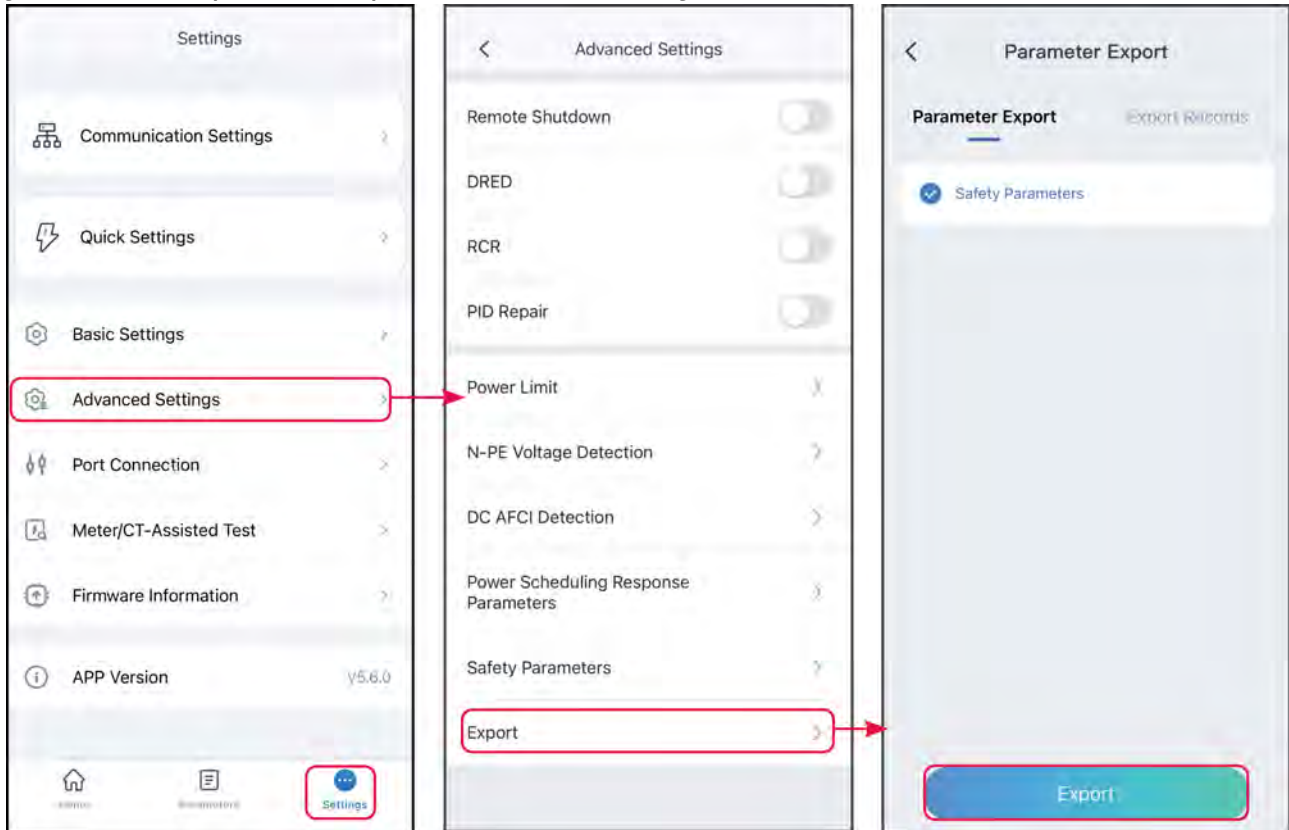 Settings
Communication Settings
Quick Settings
Basic Settings
Advanced Settings
Port Connection
Meter/CT-Assisted Test
Firmware Information
APP Version
V5.6.0
Settings
Advanced Settings
Remote Shutdown
DRED
RCR
PID Repair
Power Limit
N-PE Voltage Detection
DC AFCI Detection
Power Scheduling Response
Parameters
Safety Parameters
Export
Parameter Export
Parameter Export
Export Records
Safety Parameters
Export